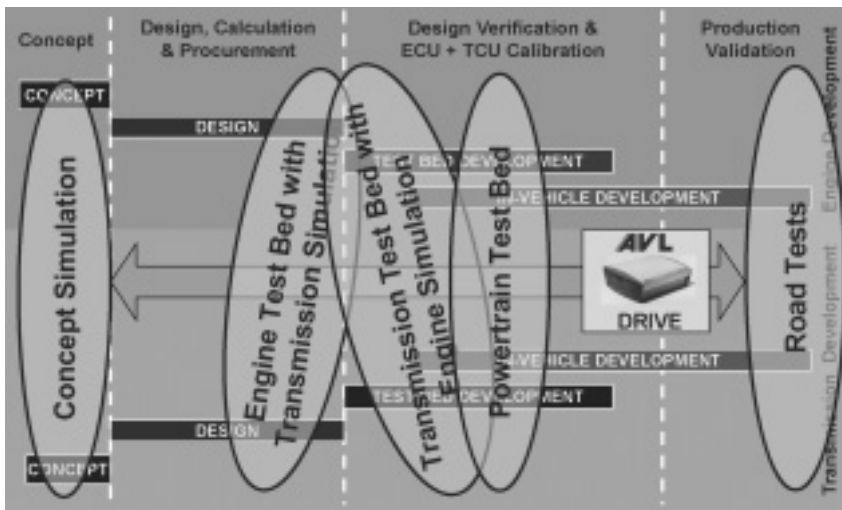 Concept
Design, Calculation
& Procurement
Design Verification &
ECU + TCU Calibration
Production
Validation
CONCEPT
DESIGN
TEST BED DEVELOPMENT
IN-VEHICLE DEVELOPMENT
Concept Simulation
Engine Test Bed with
Transmission Simulation
Transmission Test Bed with
Engine Simulation
Powertrain Test Bed
AVL
DRIVE
Road Tests
Engine Development
Transmission Development
IN-VEHICLE DEVELOPMENT
TEST BED DEVELOPMENT
DESIGN
CONCEPT